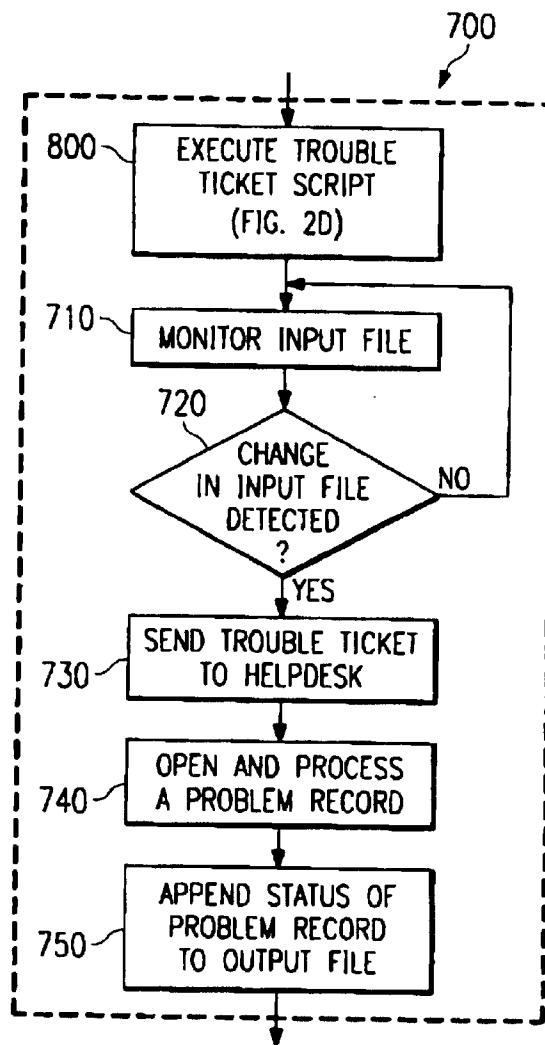 700
800
EXECUTE TROUBLE
TICKET SCRIPT
(FIG. 2D)
710
MONITOR INPUT FILE
720
CHANGE
IN INPUT FILE
DETECTED
?
NO
YES
730
SEND TROUBLE TICKET
TO HELPDESK
740
OPEN AND PROCESS
A PROBLEM RECORD
750
APPEND STATUS OF
PROBLEM RECORD
TO OUTPUT FILE